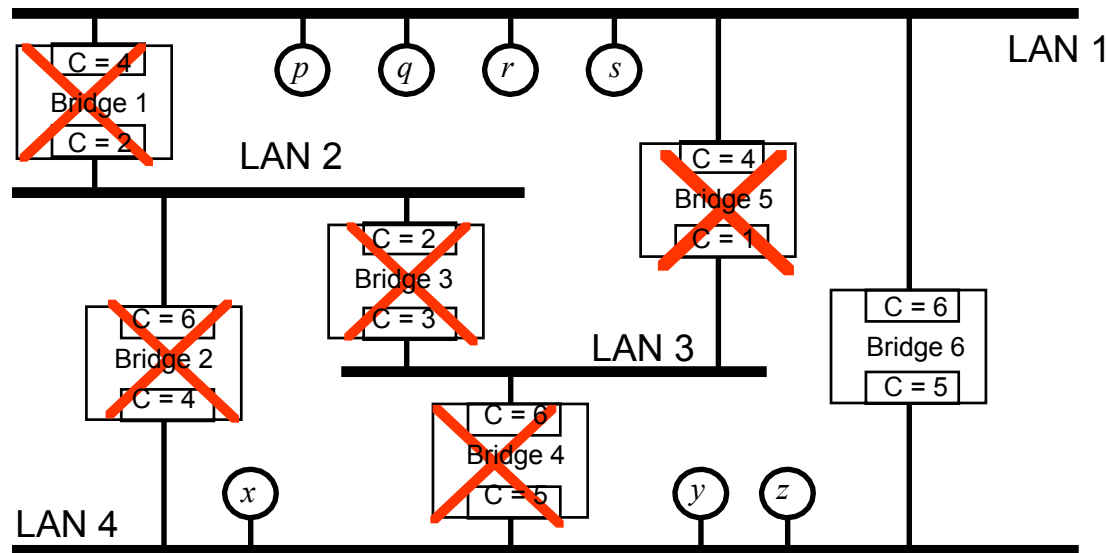 LAN 1
C = 4
Bridge 1
C = 2
p q r s
LAN 2
C = 4
Bridge 5
C = 1
C = 2
Bridge 3
C = 3
C = 6
Bridge 2
C = 4
C = 6
Bridge 6
C = 5
LAN 3
C = 6
Bridge 4
C = 5
x y z
LAN 4